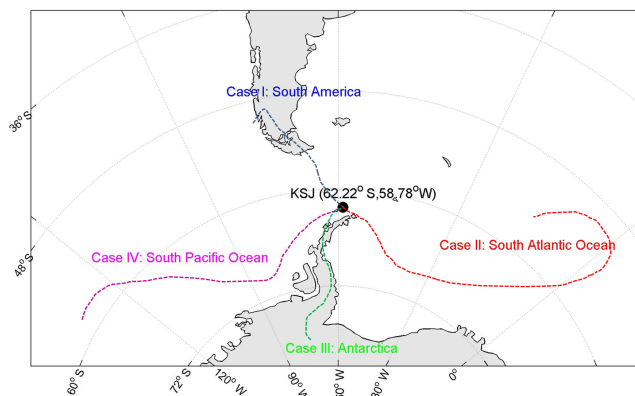 Case I: South America
36° S
KSJ (62.22° S,58.78°W)
Case II: South Atlantic Ocean
Case IV: South Pacific Ocean
48° S
Case III: Antarctica
60° S
72° S
120° W
90° W
60° W
30° W
0°